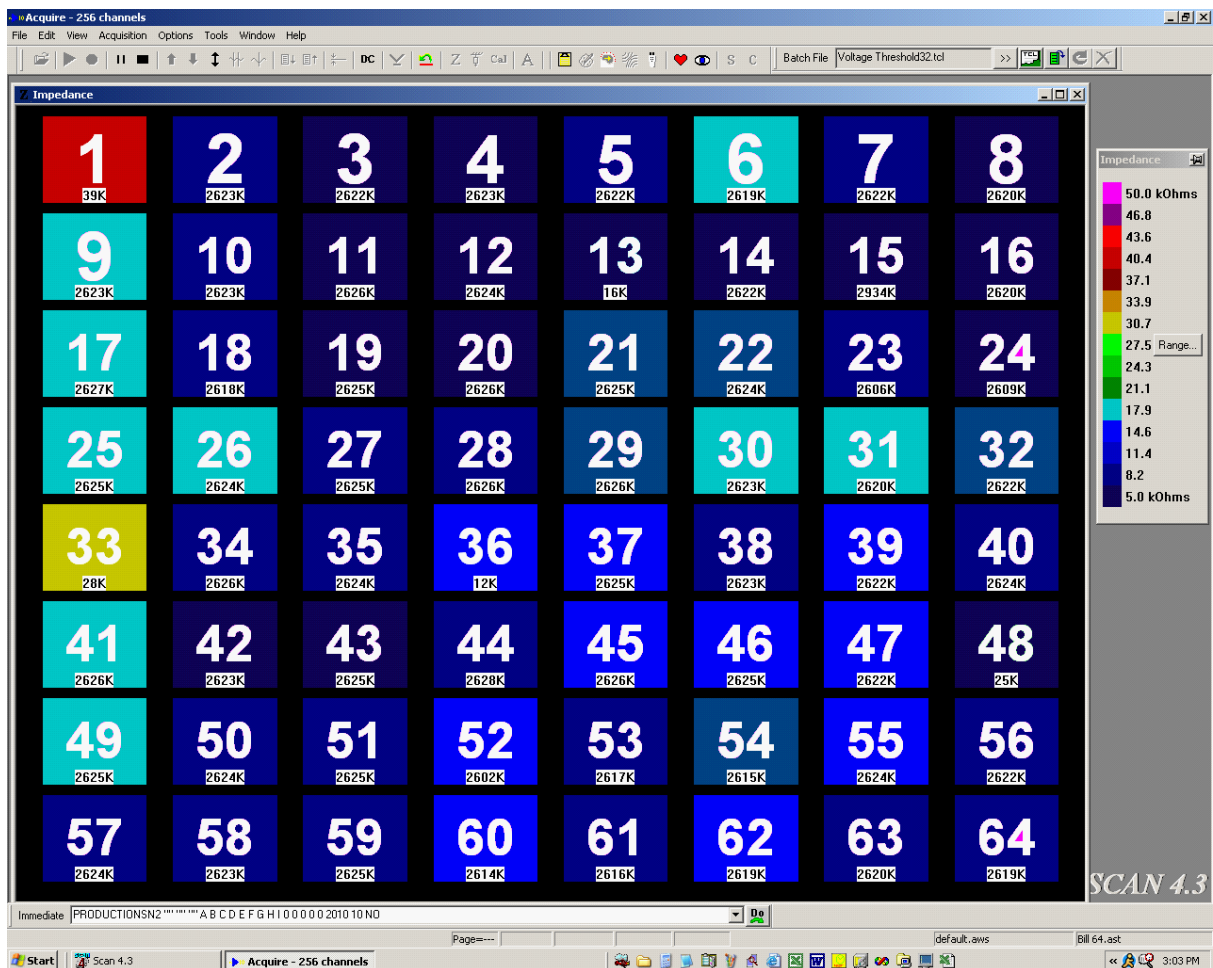 Acquire - 256 channels
File Edit View Acquisition Options Tools Window Help
DC Z Cal A S C Batch File Voltage Threshold32.tcl >> TCL
Z Impedance
1 2 3 4 5 6 7 8
39K 2623K 2622K 2623K 2622K 2619K 2622K 2620K
9 10 11 12 13 14 15 16
2623K 2623K 2626K 2624K 16K 2622K 2934K 2620K
17 18 19 20 21 22 23 24
2627K 2618K 2625K 2626K 2625K 2624K 2606K 2609K
25 26 27 28 29 30 31 32
2625K 2624K 2625K 2626K 2626K 2623K 2620K 2622K
33 34 35 36 37 38 39 40
28K 2626K 2624K 12K 2625K 2623K 2622K 2624K
41 42 43 44 45 46 47 48
2626K 2623K 2625K 2628K 2626K 2625K 2622K 25K
49 50 51 52 53 54 55 56
2625K 2624K 2625K 2602K 2617K 2615K 2624K 2622K
57 58 59 60 61 62 63 64
2624K 2623K 2625K 2614K 2616K 2619K 2620K 2619K
Impedance
50.0 kOhms
46.8
43.6
40.4
37.1
33.9
30.7
27.5 Range...
24.3
21.1
17.9
14.6
11.4
8.2
5.0 kOhms
SCAN 4.3
Immediate PRODUCTIONSN2 "" "" "" A B C D E F G H I 0 0 0 0 0 2010 10 NO Do
Page=---
default.aws
Bill 64.ast
Start Scan 4.3 Acquire - 256 channels « 3:03 PM